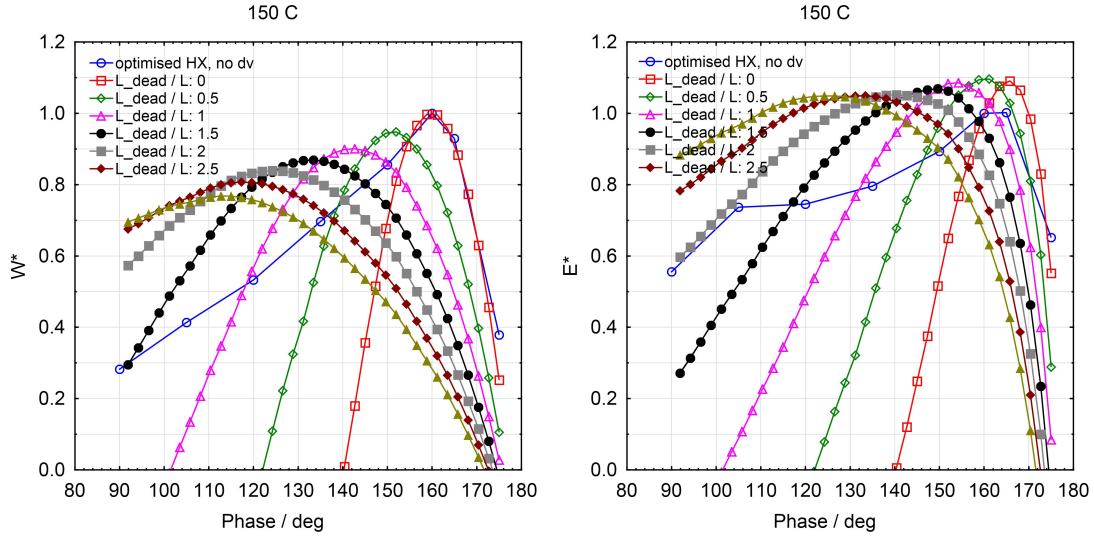 150 C
1.2
1.0
0.8
0.6
0.4
0.2
0.0
W*
optimised HX, no dv
L_dead / L: 0
L_dead / L: 0.5
L_dead / L: 1
L_dead / L: 1.5
L_dead / L: 2
L_dead / L: 2.5
80 90 100 110 120 130 140 150 160 170 180
Phase / deg
150 C
1.2
1.0
0.8
0.6
0.4
0.2
0.0
E*
optimised HX, no dv
L_dead / L: 0
L_dead / L: 0.5
L_dead / L: 1
L_dead / L: 1.5
L_dead / L: 2
L_dead / L: 2.5
80 90 100 110 120 130 140 150 160 170 180
Phase / deg